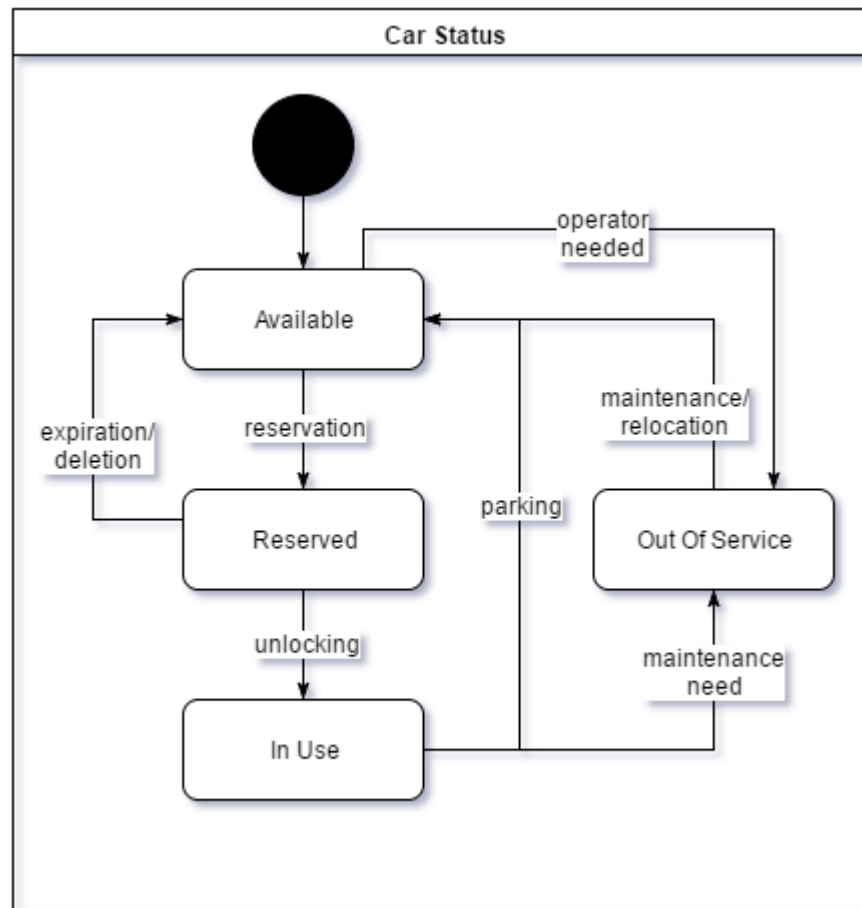 Car Status
operator
needed
Available
expiration/
deletion
reservation
maintenance/
relocation
parking
Reserved
Out Of Service
unlocking
maintenance
need
In Use